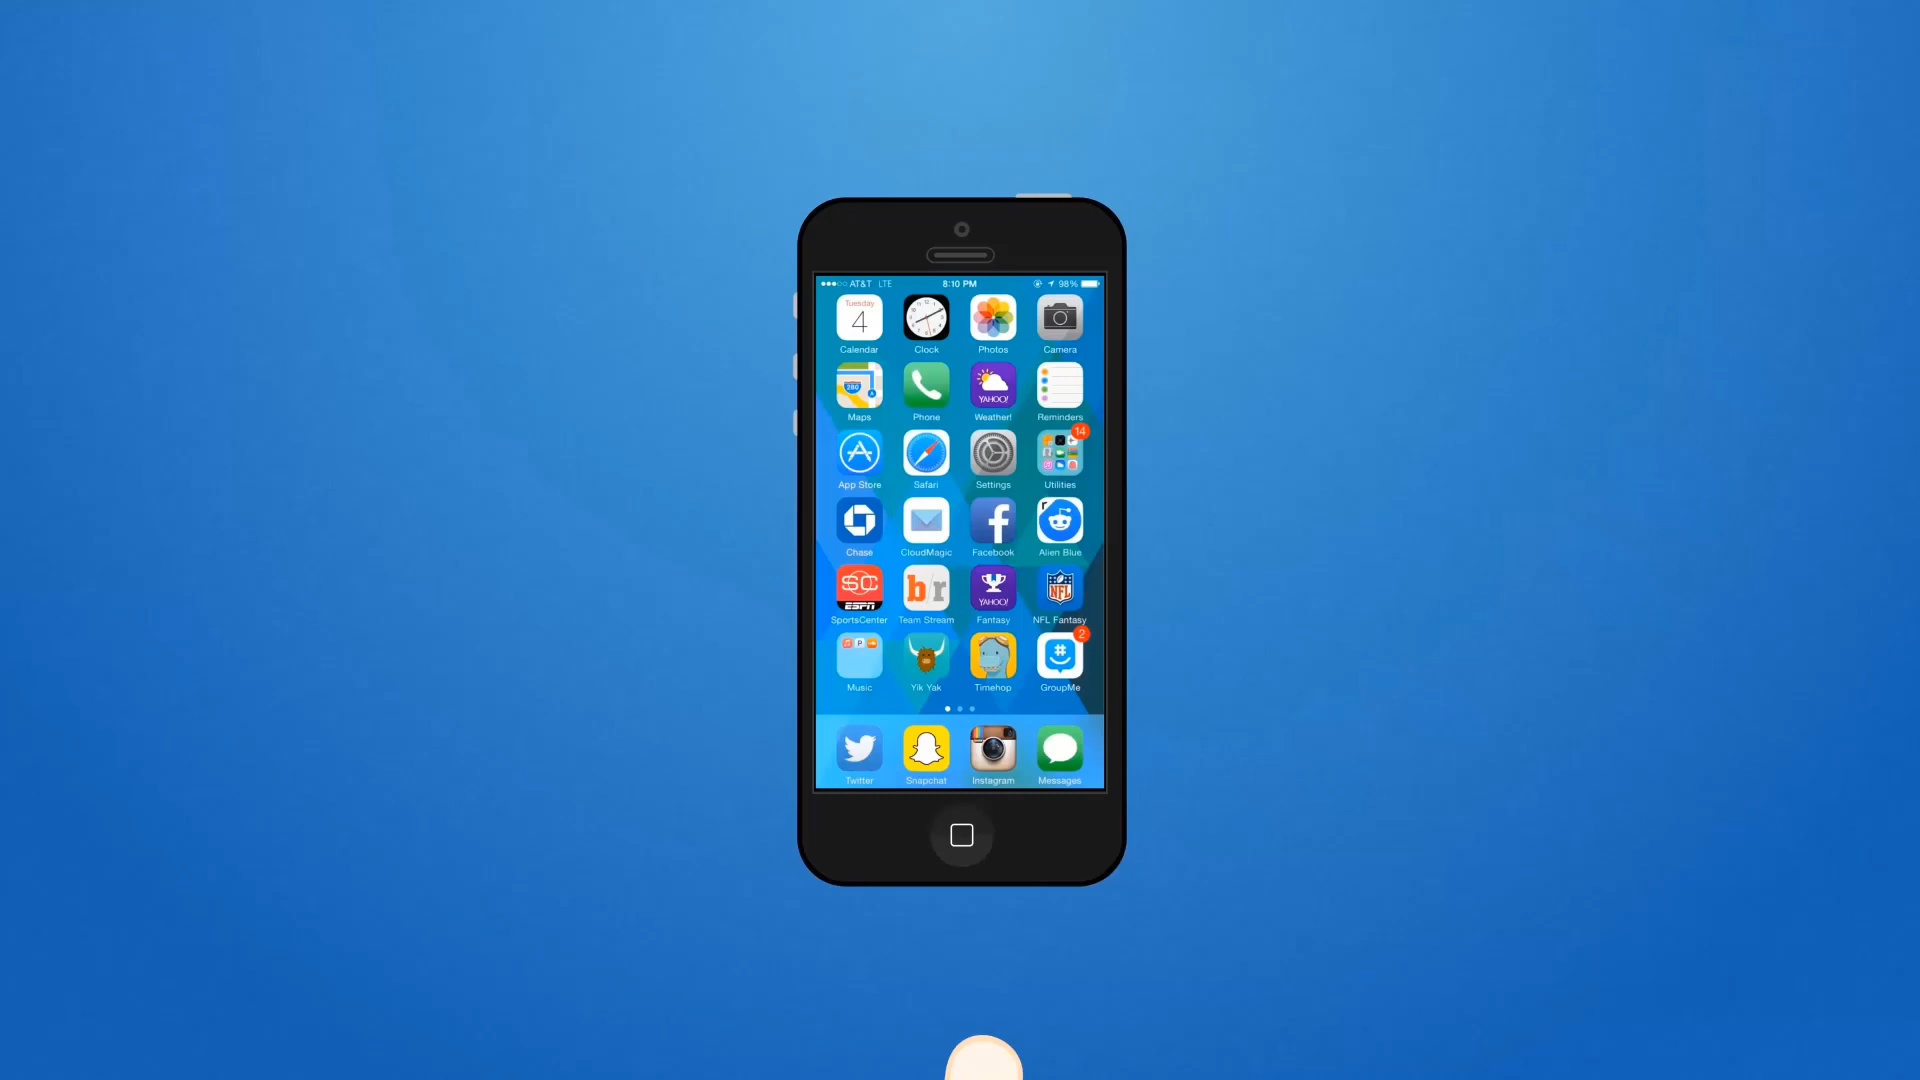 AT&T LTE 8:10 PM 98%
Tuesday
4
Calendar Clock Photos Camera
280
YAHOO!
Maps Phone Weather! Reminders
14
App Store Safari Settings Utilities
Chase CloudMagic Facebook Alien Blue
SC ESPN b/r YAHOO! NFL
SportsCenter Team Stream Fantasy NFL Fantasy
2
P #
Music Yik Yak Timehop GroupMe
Twitter Snapchat Instagram Messages